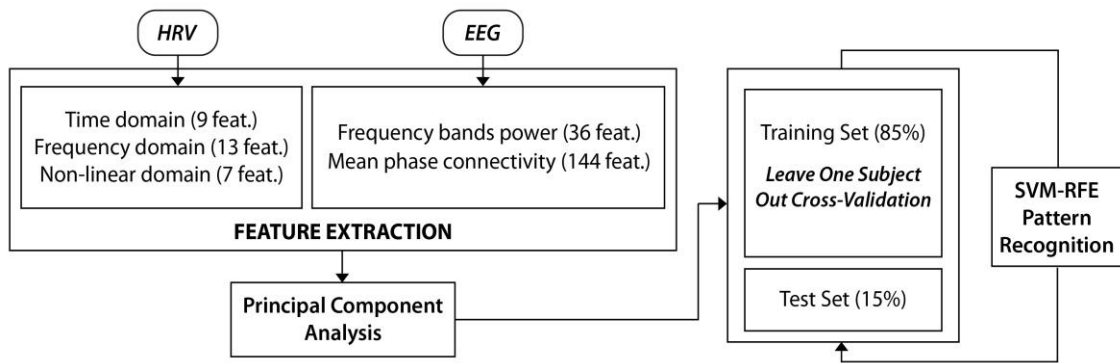 HRV
EEG
Time domain (9 feat.)
Frequency domain (13 feat.)
Non-linear domain (7 feat.)
Frequency bands power (36 feat.)
Mean phase connectivity (144 feat.)
FEATURE EXTRACTION
Principal Component
Analysis
Training Set (85%)
Leave One Subject
Out Cross-Validation
Test Set (15%)
SVM-RFE
Pattern
Recognition